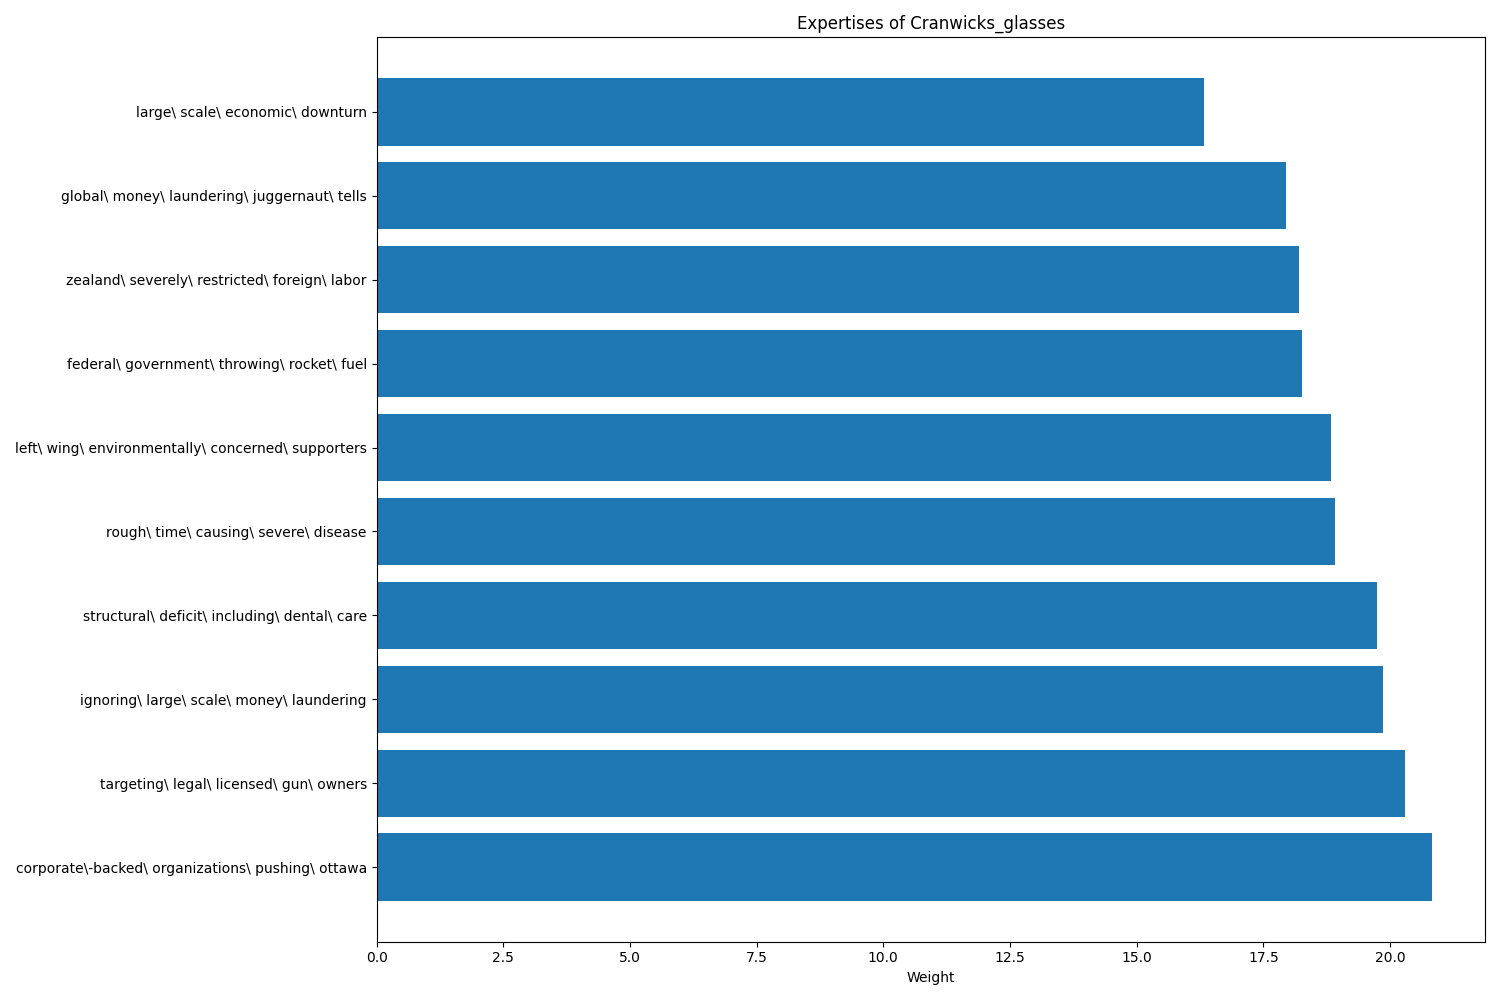 Expertises of Cranwicks_glasses
large\ scale\ economic\ downturn
global\ money\ laundering\ juggernaut\ tells
zealand\ severely\ restricted\ foreign\ labor
federal\ government\ throwing\ rocket\ fuel
left\ wing\ environmentally\ concerned\ supporters
rough\ time\ causing\ severe\ disease
structural\ deficit\ including\ dental\ care
ignoring\ large\ scale\ money\ laundering
targeting\ legal\ licensed\ gun\ owners
corporate\-backed\ organizations\ pushing\ ottawa
0.0 2.5 5.0 7.5 10.0 12.5 15.0 17.5 20.0
Weight